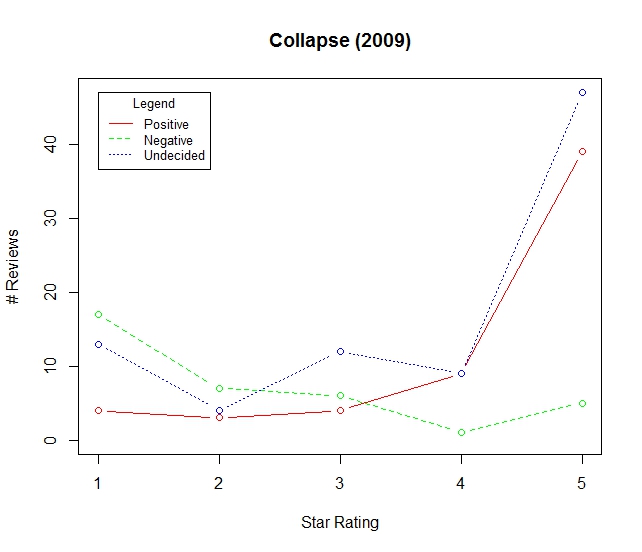 Collapse (2009)
Legend
Positive
Negative
Undecided
# Reviews
40
30
20
10
0
1 2 3 4 5
Star Rating